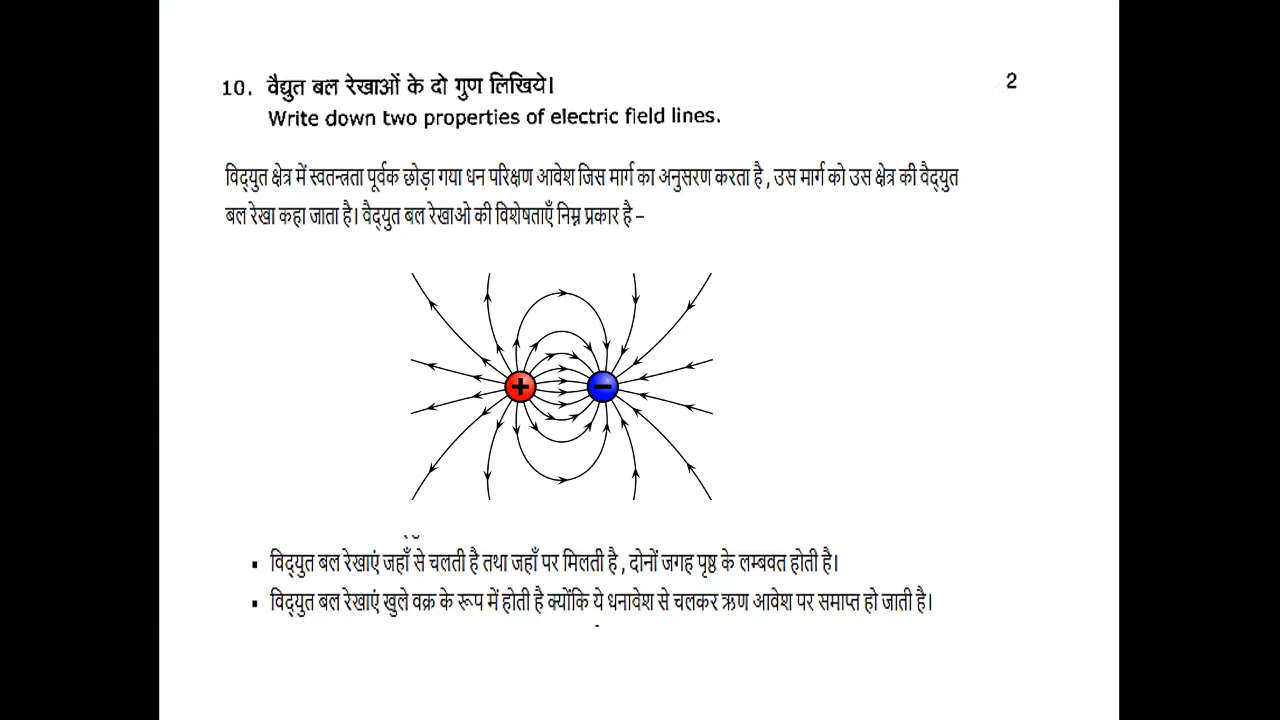 10. वैद्युत बल रेखाओं के दो गुण लिखिये। 2
Write down two properties of electric field lines.
विद्युत क्षेत्र में स्वतन्त्रता पूर्वक छोड़ा गया धन परिक्षण आवेश जिस मार्ग का अनुसरण करता है , उस मार्ग को उस क्षेत्र की वैद्युत
बल रेखा कहा जाता है। वैद्युत बल रेखाओ की विशेषताएँ निम्न प्रकार है –
+ −
▪ विद्युत बल रेखाएं जहाँ से चलती है तथा जहाँ पर मिलती है , दोनों जगह पृष्ठ के लम्बवत होती है।
▪ विद्युत बल रेखाएं खुले वक्र के रूप में होती है क्योंकि ये धनावेश से चलकर ऋण आवेश पर समाप्त हो जाती है।